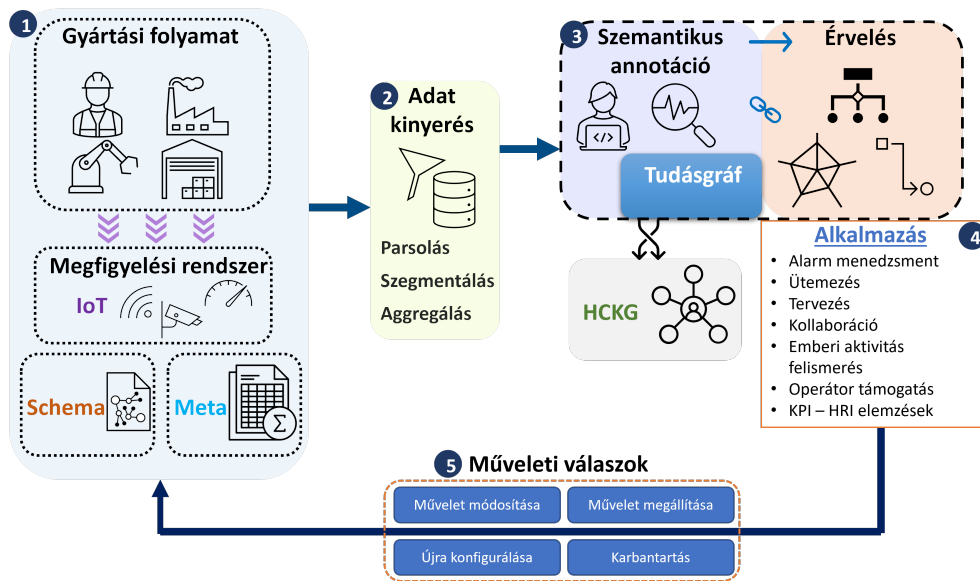 1
Gyártási folyamat
Megfigyelési rendszer
IoT
Schema
Meta
Σ
2
Adat
kinyerés
Parsolás
Szegmentálás
Aggregálás
3
Szemantikus
annotáció
</>
Érvelés
Tudásgráf
HCKG
4
Alkalmazás
• Alarm menedzsment
• Ütemezés
• Tervezés
• Kollaboráció
• Emberi aktivitás
felismerés
• Operátor támogatás
• KPI – HRI elemzések
5 Műveleti válaszok
Művelet módosítása
Művelet megállítása
Újra konfigurálása
Karbantartás